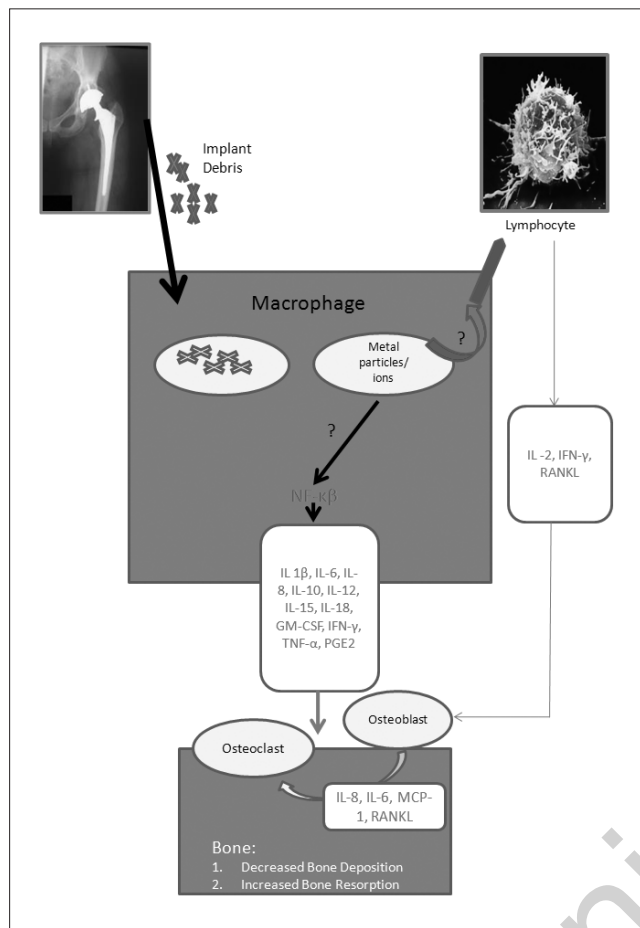 Implant
Debris
Lymphocyte
Macrophage
Metal
particles/
ions
?
?
NF-κβ
IL -2, IFN-γ,
RANKL
IL 1β, IL-6, IL-
8, IL-10, IL-12,
IL-15, IL-18,
GM-CSF, IFN-γ,
TNF-α, PGE2
Osteoblast
Osteoclast
IL-8, IL-6, MCP-
1, RANKL
Bone:
1. Decreased Bone Deposition
2. Increased Bone Resorption